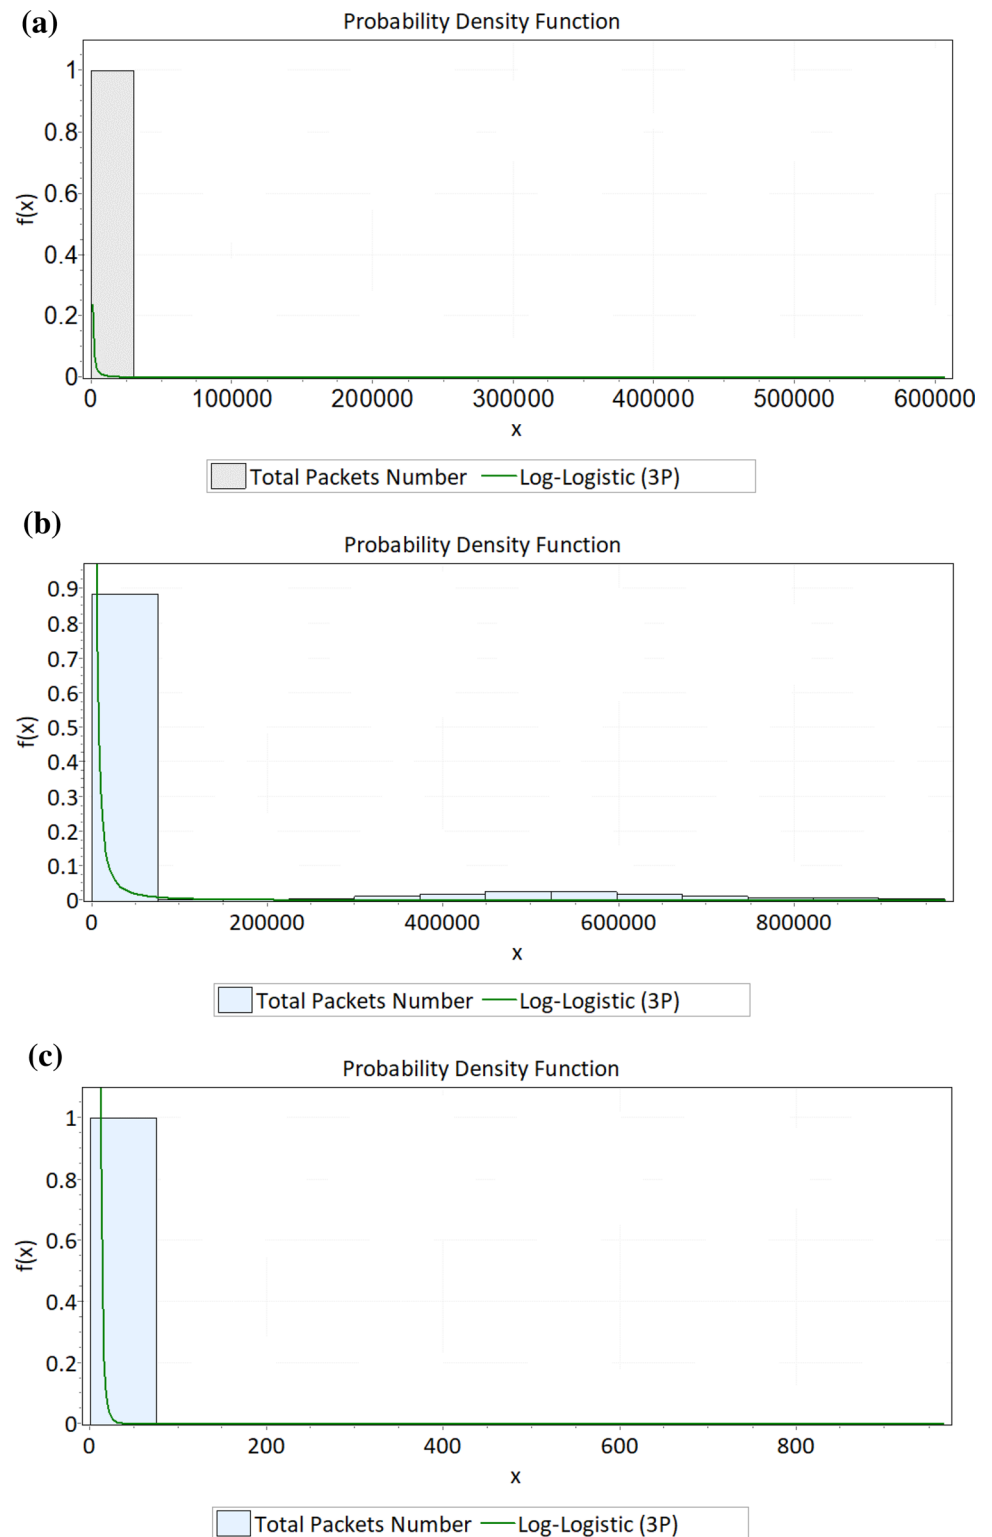 (a)
Probability Density Function
1
0.8
0.6
0.4
0.2
0
f(x)
0 100000 200000 300000 400000 500000 600000
x
Total Packets Number Log-Logistic (3P)
(b)
Probability Density Function
0.9
0.8
0.7
0.6
0.5
0.4
0.3
0.2
0.1
0
f(x)
0 200000 400000 600000 800000
x
Total Packets Number Log-Logistic (3P)
(c)
Probability Density Function
1
0.8
0.6
0.4
0.2
0
f(x)
0 200 400 600 800
x
Total Packets Number Log-Logistic (3P)